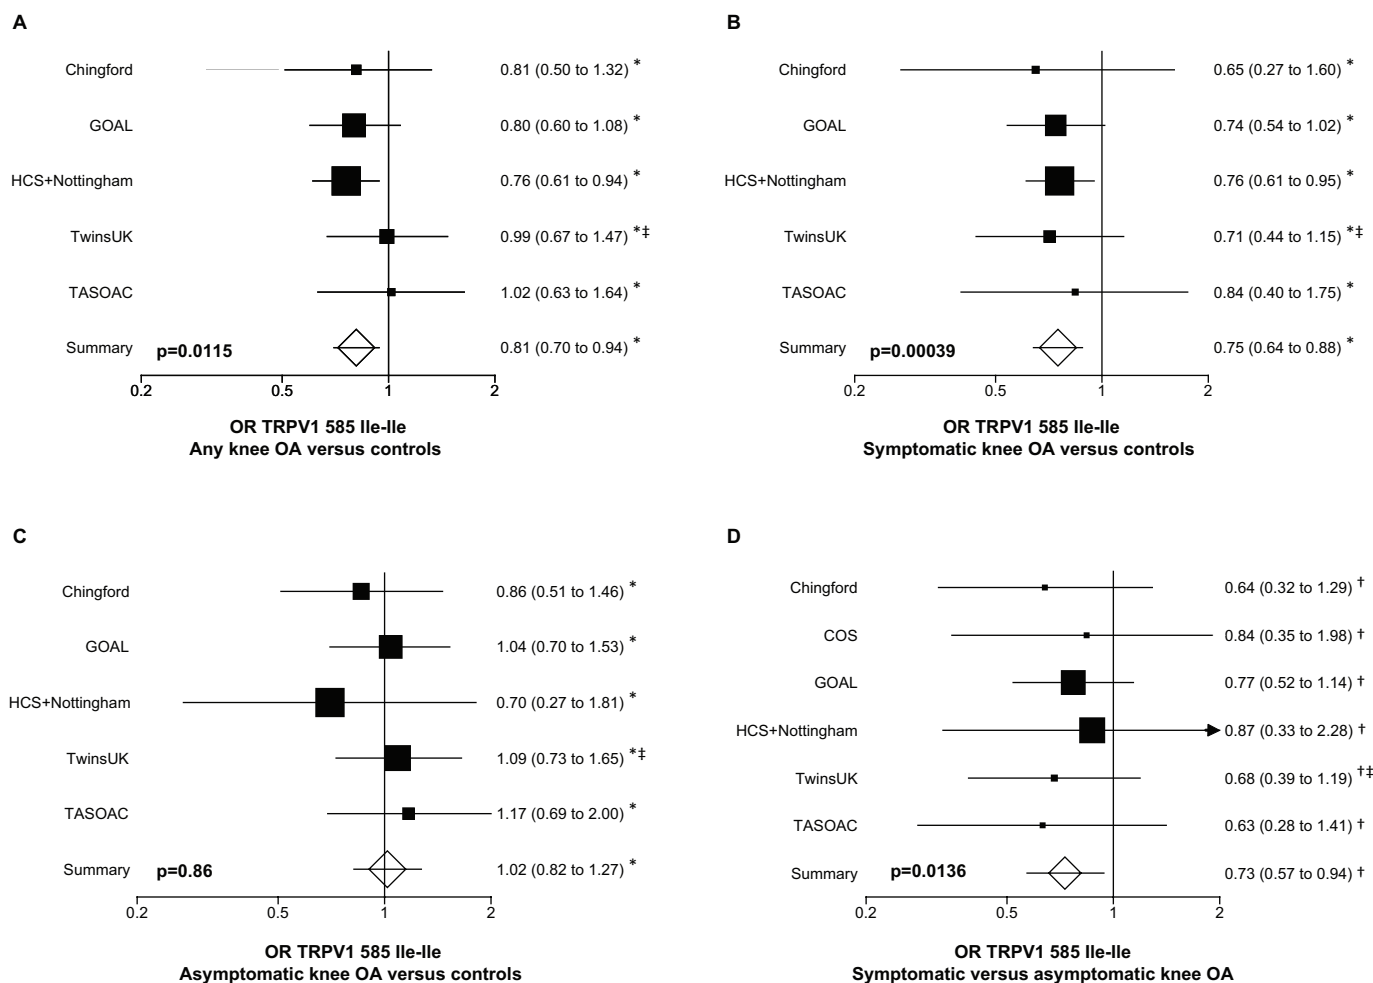 A
Chingford 0.81 (0.50 to 1.32) *
GOAL 0.80 (0.60 to 1.08) *
HCS+Nottingham 0.76 (0.61 to 0.94) *
TwinsUK 0.99 (0.67 to 1.47) *‡
TASOAC 1.02 (0.63 to 1.64) *
Summary p=0.0115 0.81 (0.70 to 0.94) *
0.2 0.5 1 2
OR TRPV1 585 Ile-Ile
Any knee OA versus controls
B
Chingford 0.65 (0.27 to 1.60) *
GOAL 0.74 (0.54 to 1.02) *
HCS+Nottingham 0.76 (0.61 to 0.95) *
TwinsUK 0.71 (0.44 to 1.15) *‡
TASOAC 0.84 (0.40 to 1.75) *
Summary p=0.00039 0.75 (0.64 to 0.88) *
0.2 0.5 1 2
OR TRPV1 585 Ile-Ile
Symptomatic knee OA versus controls
C
Chingford 0.86 (0.51 to 1.46) *
GOAL 1.04 (0.70 to 1.53) *
HCS+Nottingham 0.70 (0.27 to 1.81) *
TwinsUK 1.09 (0.73 to 1.65) *‡
TASOAC 1.17 (0.69 to 2.00) *
Summary p=0.86 1.02 (0.82 to 1.27) *
0.2 0.5 1 2
OR TRPV1 585 Ile-Ile
Asymptomatic knee OA versus controls
D
Chingford 0.64 (0.32 to 1.29) †
COS 0.84 (0.35 to 1.98) †
GOAL 0.77 (0.52 to 1.14) †
HCS+Nottingham 0.87 (0.33 to 2.28) †
TwinsUK 0.68 (0.39 to 1.19) †‡
TASOAC 0.63 (0.28 to 1.41) †
Summary p=0.0136 0.73 (0.57 to 0.94) †
0.2 0.5 1 2
OR TRPV1 585 Ile-Ile
Symptomatic versus asymptomatic knee OA